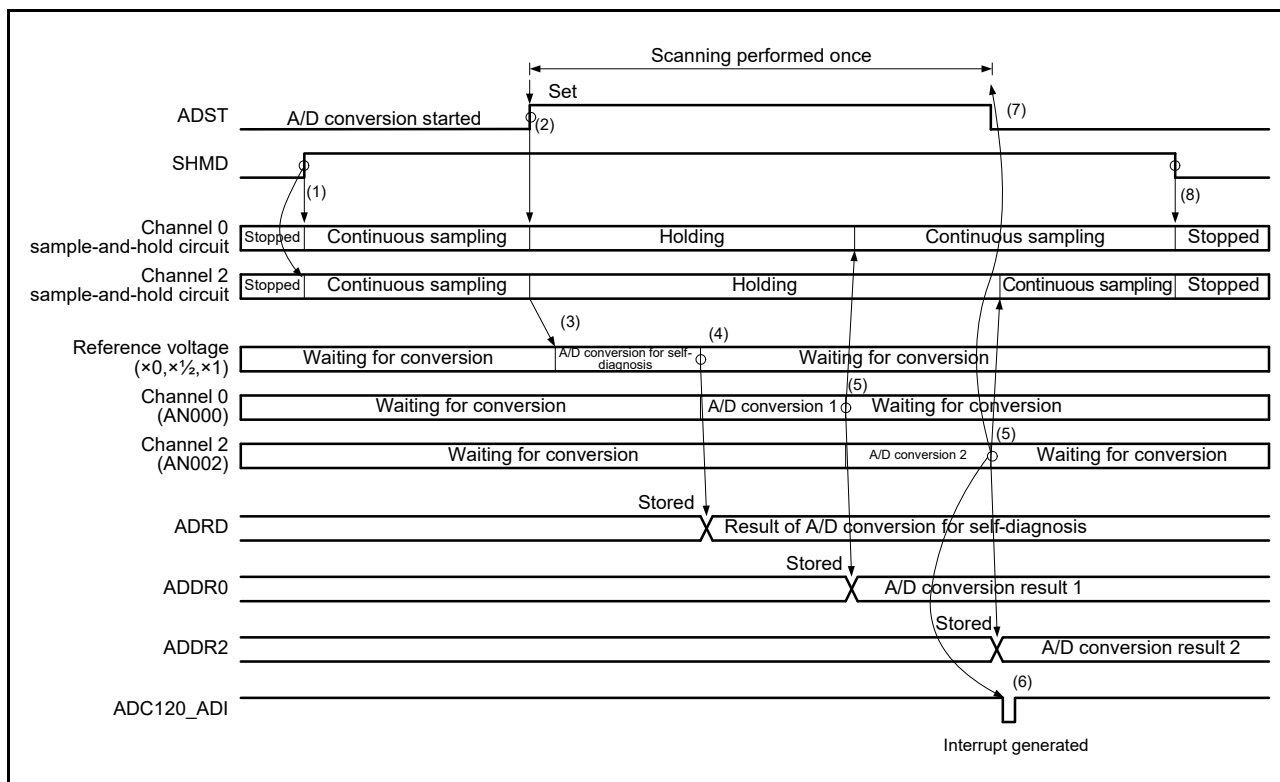 Scanning performed once
Set
ADST
A/D conversion started
(2)
(7)
SHMD
(1)
(8)
Channel 0
sample-and-hold circuit
Stopped
Continuous sampling
Holding
Continuous sampling
Stopped
Channel 2
sample-and-hold circuit
Stopped
Continuous sampling
Holding
Continuous sampling
Stopped
(3)
(4)
Reference voltage
(×0,×½,×1)
Waiting for conversion
A/D conversion for self-
diagnosis
Waiting for conversion
Channel 0
(AN000)
Waiting for conversion
A/D conversion 1
(5)
Waiting for conversion
Channel 2
(AN002)
Waiting for conversion
A/D conversion 2
(5)
Waiting for conversion
Stored
ADRD
Result of A/D conversion for self-diagnosis
Stored
ADDR0
A/D conversion result 1
Stored
ADDR2
A/D conversion result 2
(6)
ADC120_ADI
Interrupt generated